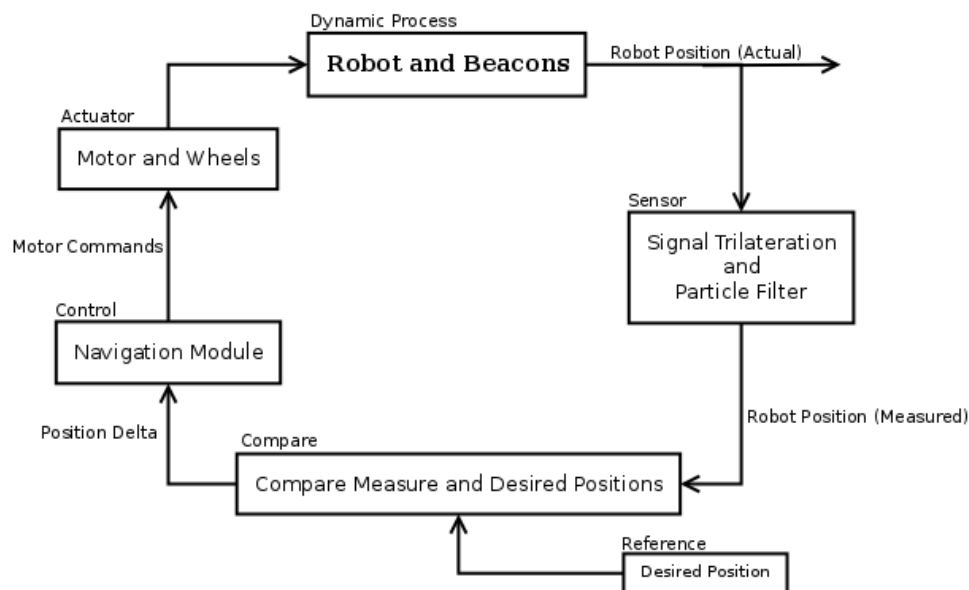 Dynamic Process
Robot and Beacons
Robot Position (Actual)
Actuator
Motor and Wheels
Sensor
Signal Trilateration
and
Particle Filter
Motor Commands
Control
Navigation Module
Robot Position (Measured)
Position Delta
Compare
Compare Measure and Desired Positions
Reference
Desired Position